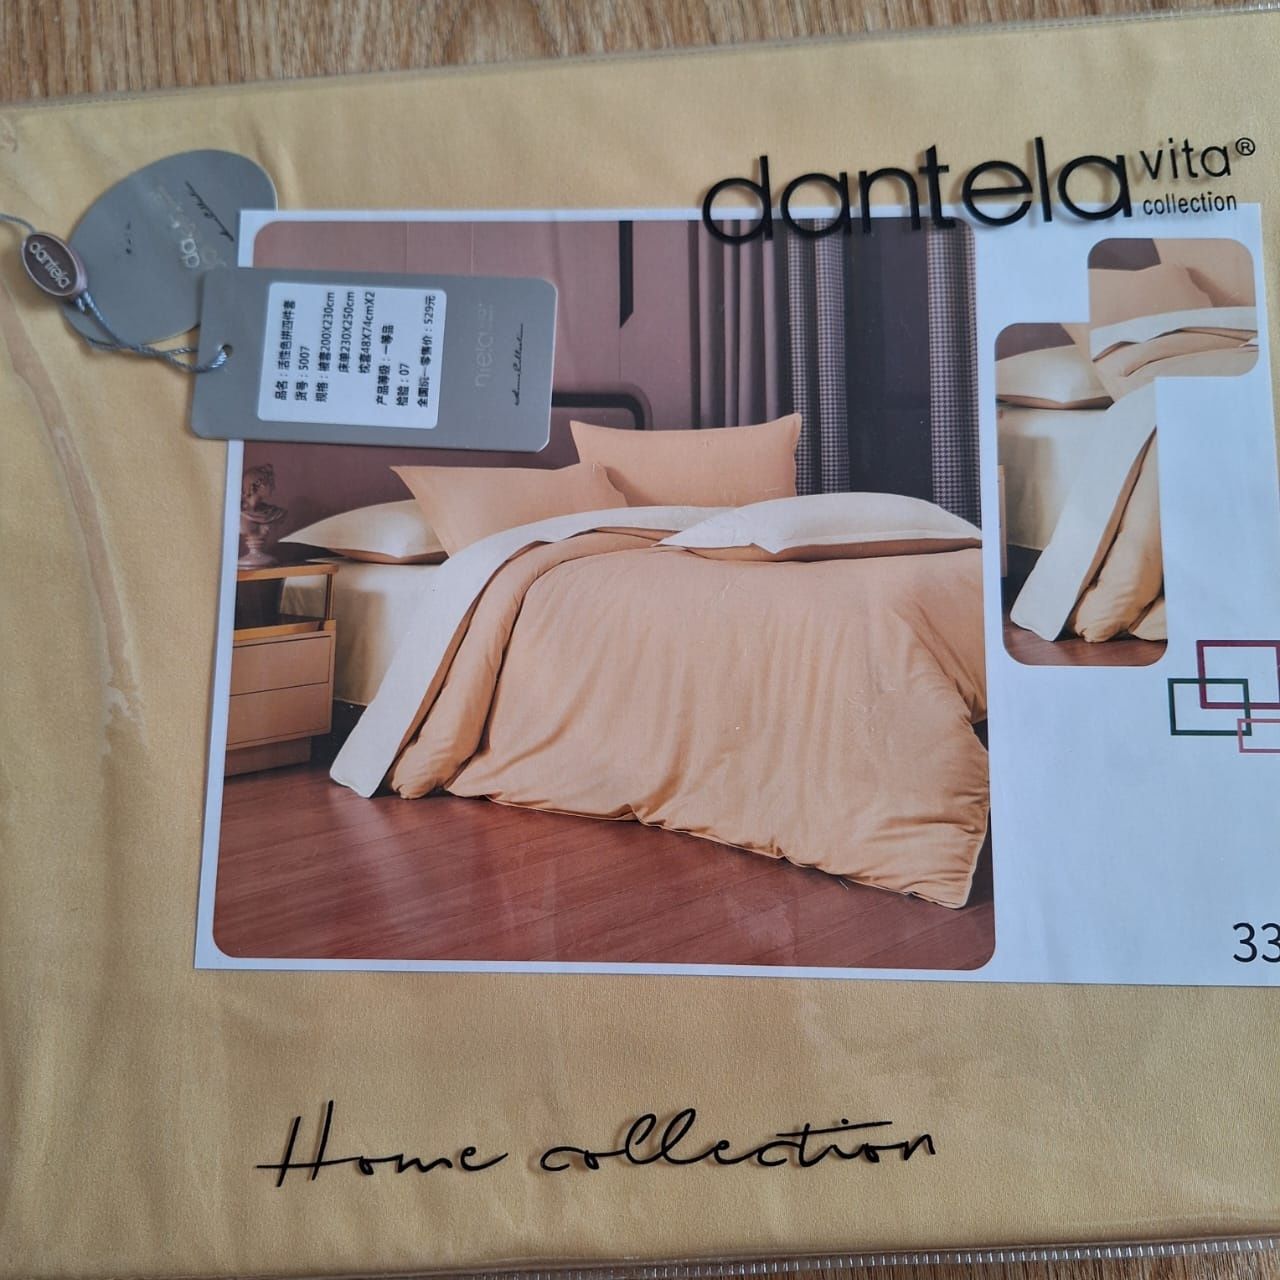 dantela vita®
collection
dantela
品名：活性色拼四件套
货号：5007
规格：被套200X230cm
床单230X250cm
枕套48X74cmX2
产品等级：一等品
检验：07
全国统一零售价：529元
33
Home collection